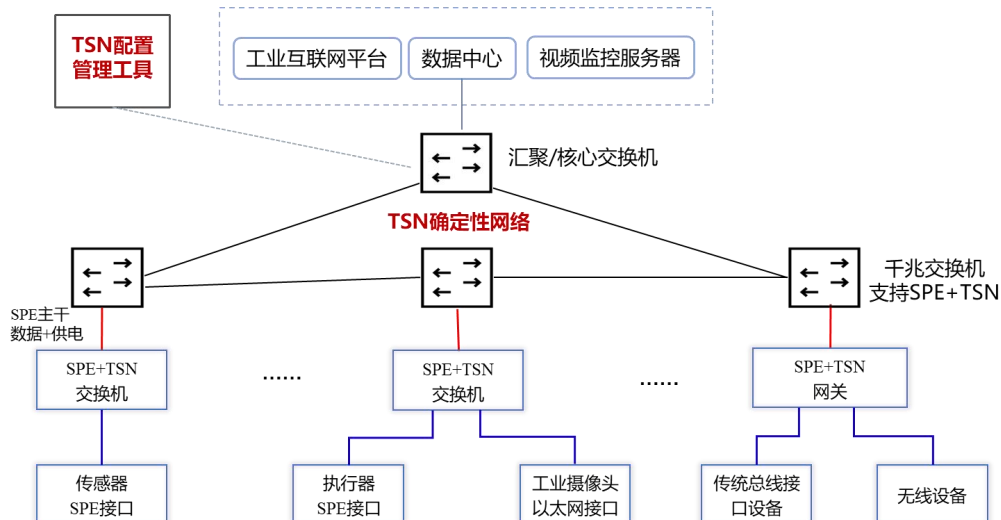 TSN配置
管理工具
工业互联网平台
数据中心
视频监控服务器
汇聚/核心交换机
TSN确定性网络
千兆交换机
支持SPE+TSN
SPE主干
数据+供电
SPE+TSN
交换机
......
SPE+TSN
交换机
......
SPE+TSN
网关
传感器
SPE接口
执行器
SPE接口
工业摄像头
以太网接口
传统总线接
口设备
无线设备